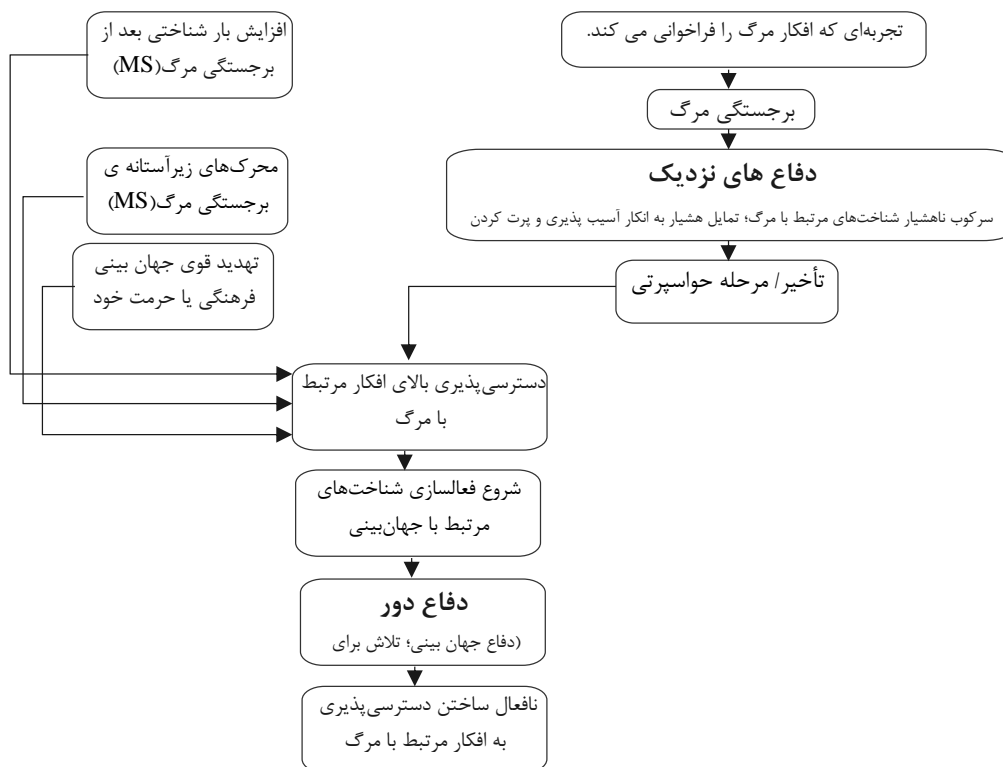 تجربه‌ای که افکار مرگ را فراخوانی می کند.
برجستگی مرگ
دفاع های نزدیک
سرکوب ناهشیار شناخت‌های مرتبط با مرگ؛ تمایل هشیار به انکار آسیب پذیری و پرت کردن
تأخیر/ مرحله حواسپرتی
افزایش بار شناختی بعد از
برجستگی مرگ(MS)
محرک‌های زیرآستانه ی
برجستگی مرگ(MS)
تهدید قوی جهان بینی
فرهنگی یا حرمت خود
دسترسی‌پذیری بالای افکار مرتبط
با مرگ
شروع فعالسازی شناخت‌های
مرتبط با جهان‌بینی
دفاع دور
(دفاع جهان بینی؛ تلاش برای
نافعال ساختن دسترسی‌پذیری
به افکار مرتبط با مرگ